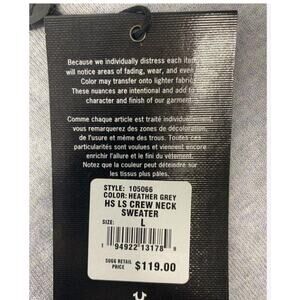 Because we individually distress each item
will notice areas of fading, wear, and even
Color may transfer onto lighter fabrics.
These nuances are intentional and add to
character and finish of our garment
Comme chaque article est traité individuellement,
vous remarquerez des zones de décoloration,
de l'usure et même des trous. Toutes ces
particularités sont voulues et viennent encore
enrichir l'allure et le fini du vêtement.
Notez que la couleur peut déteindre sur
les tissus plus pâles.
STYLE: 105066
COLOR: HEATHER GREY
HS LS CREW NECK
SWEATER
SIZE: L
1 94922 13178 8
SUGG RETAIL
PRICE $119.00